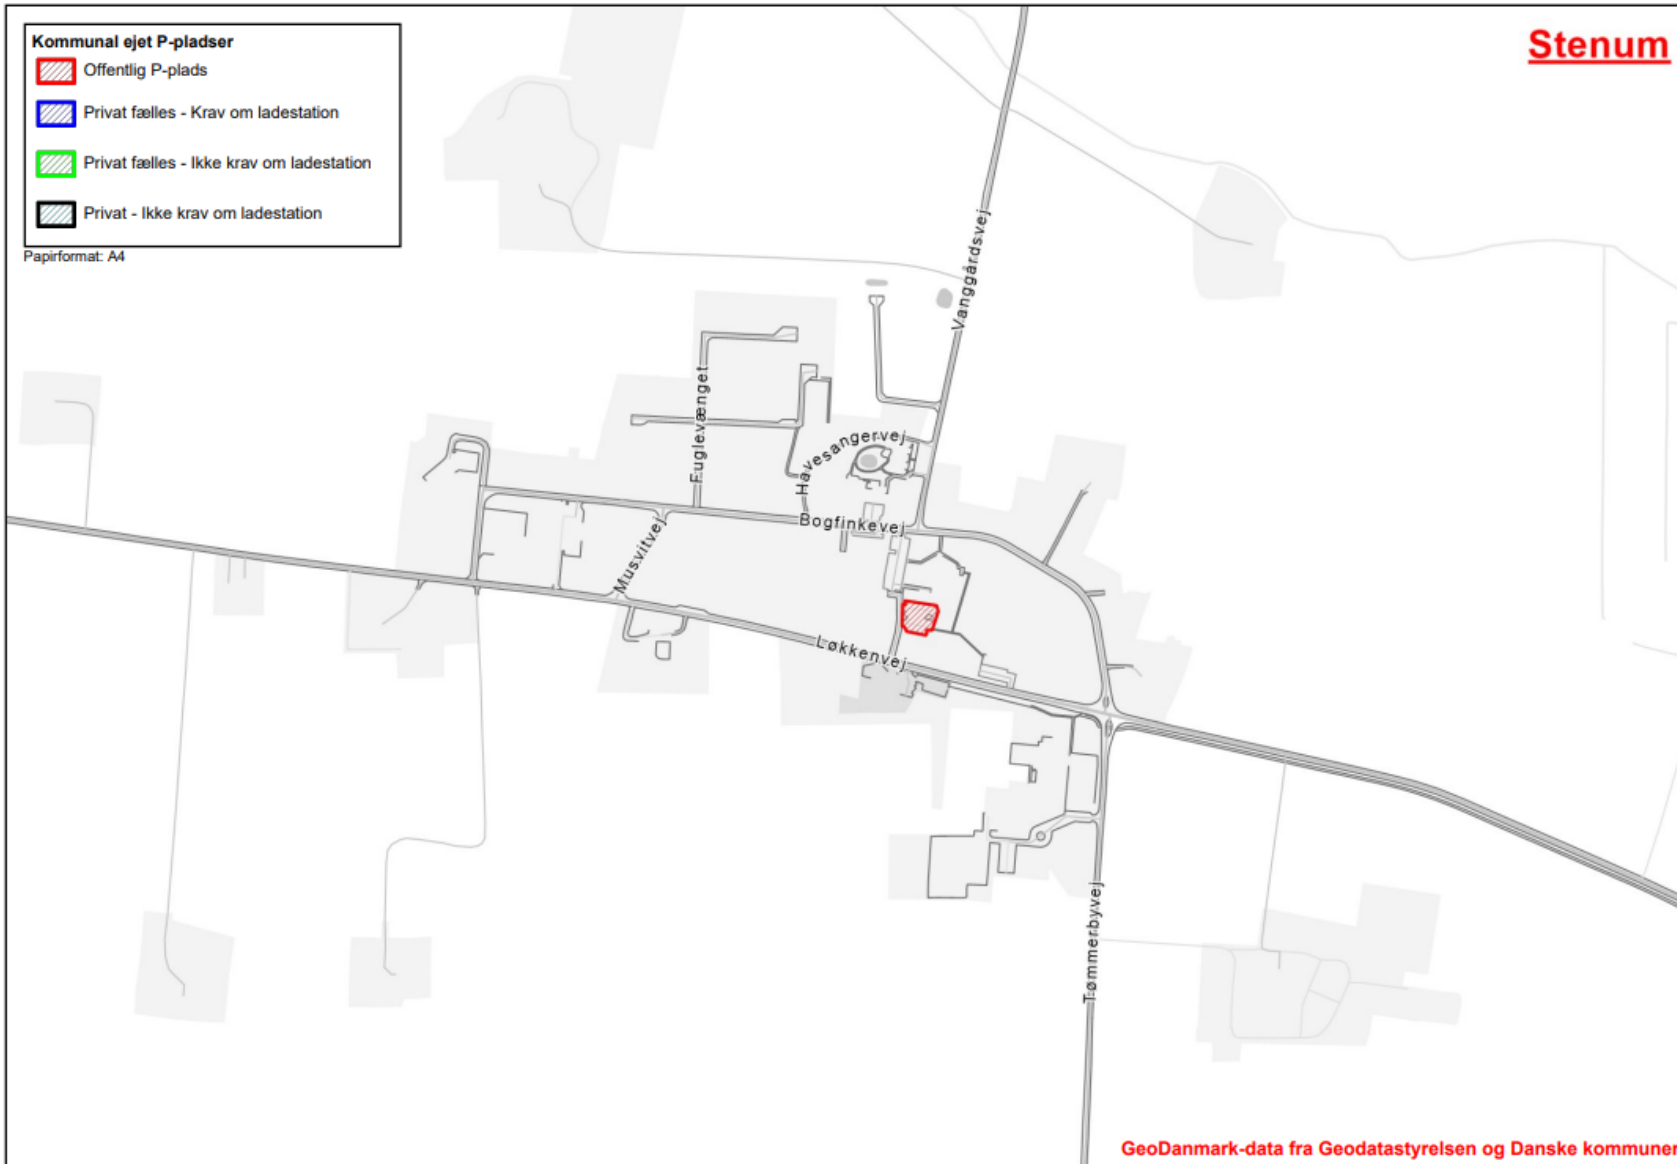 Kommunal ejet P-pladser
Offentlig P-plads
Privat fælles - Krav om ladestation
Privat fælles - Ikke krav om ladestation
Privat - Ikke krav om ladestation
Papirformat: A4
Stenum
Vanggårdsvej
Fuglevænget
Havesangervej
Bogfinkevej
Musvitvej
Løkkenvej
Tømmerbyvej
GeoDanmark-data fra Geodatastyrelsen og Danske kommuner